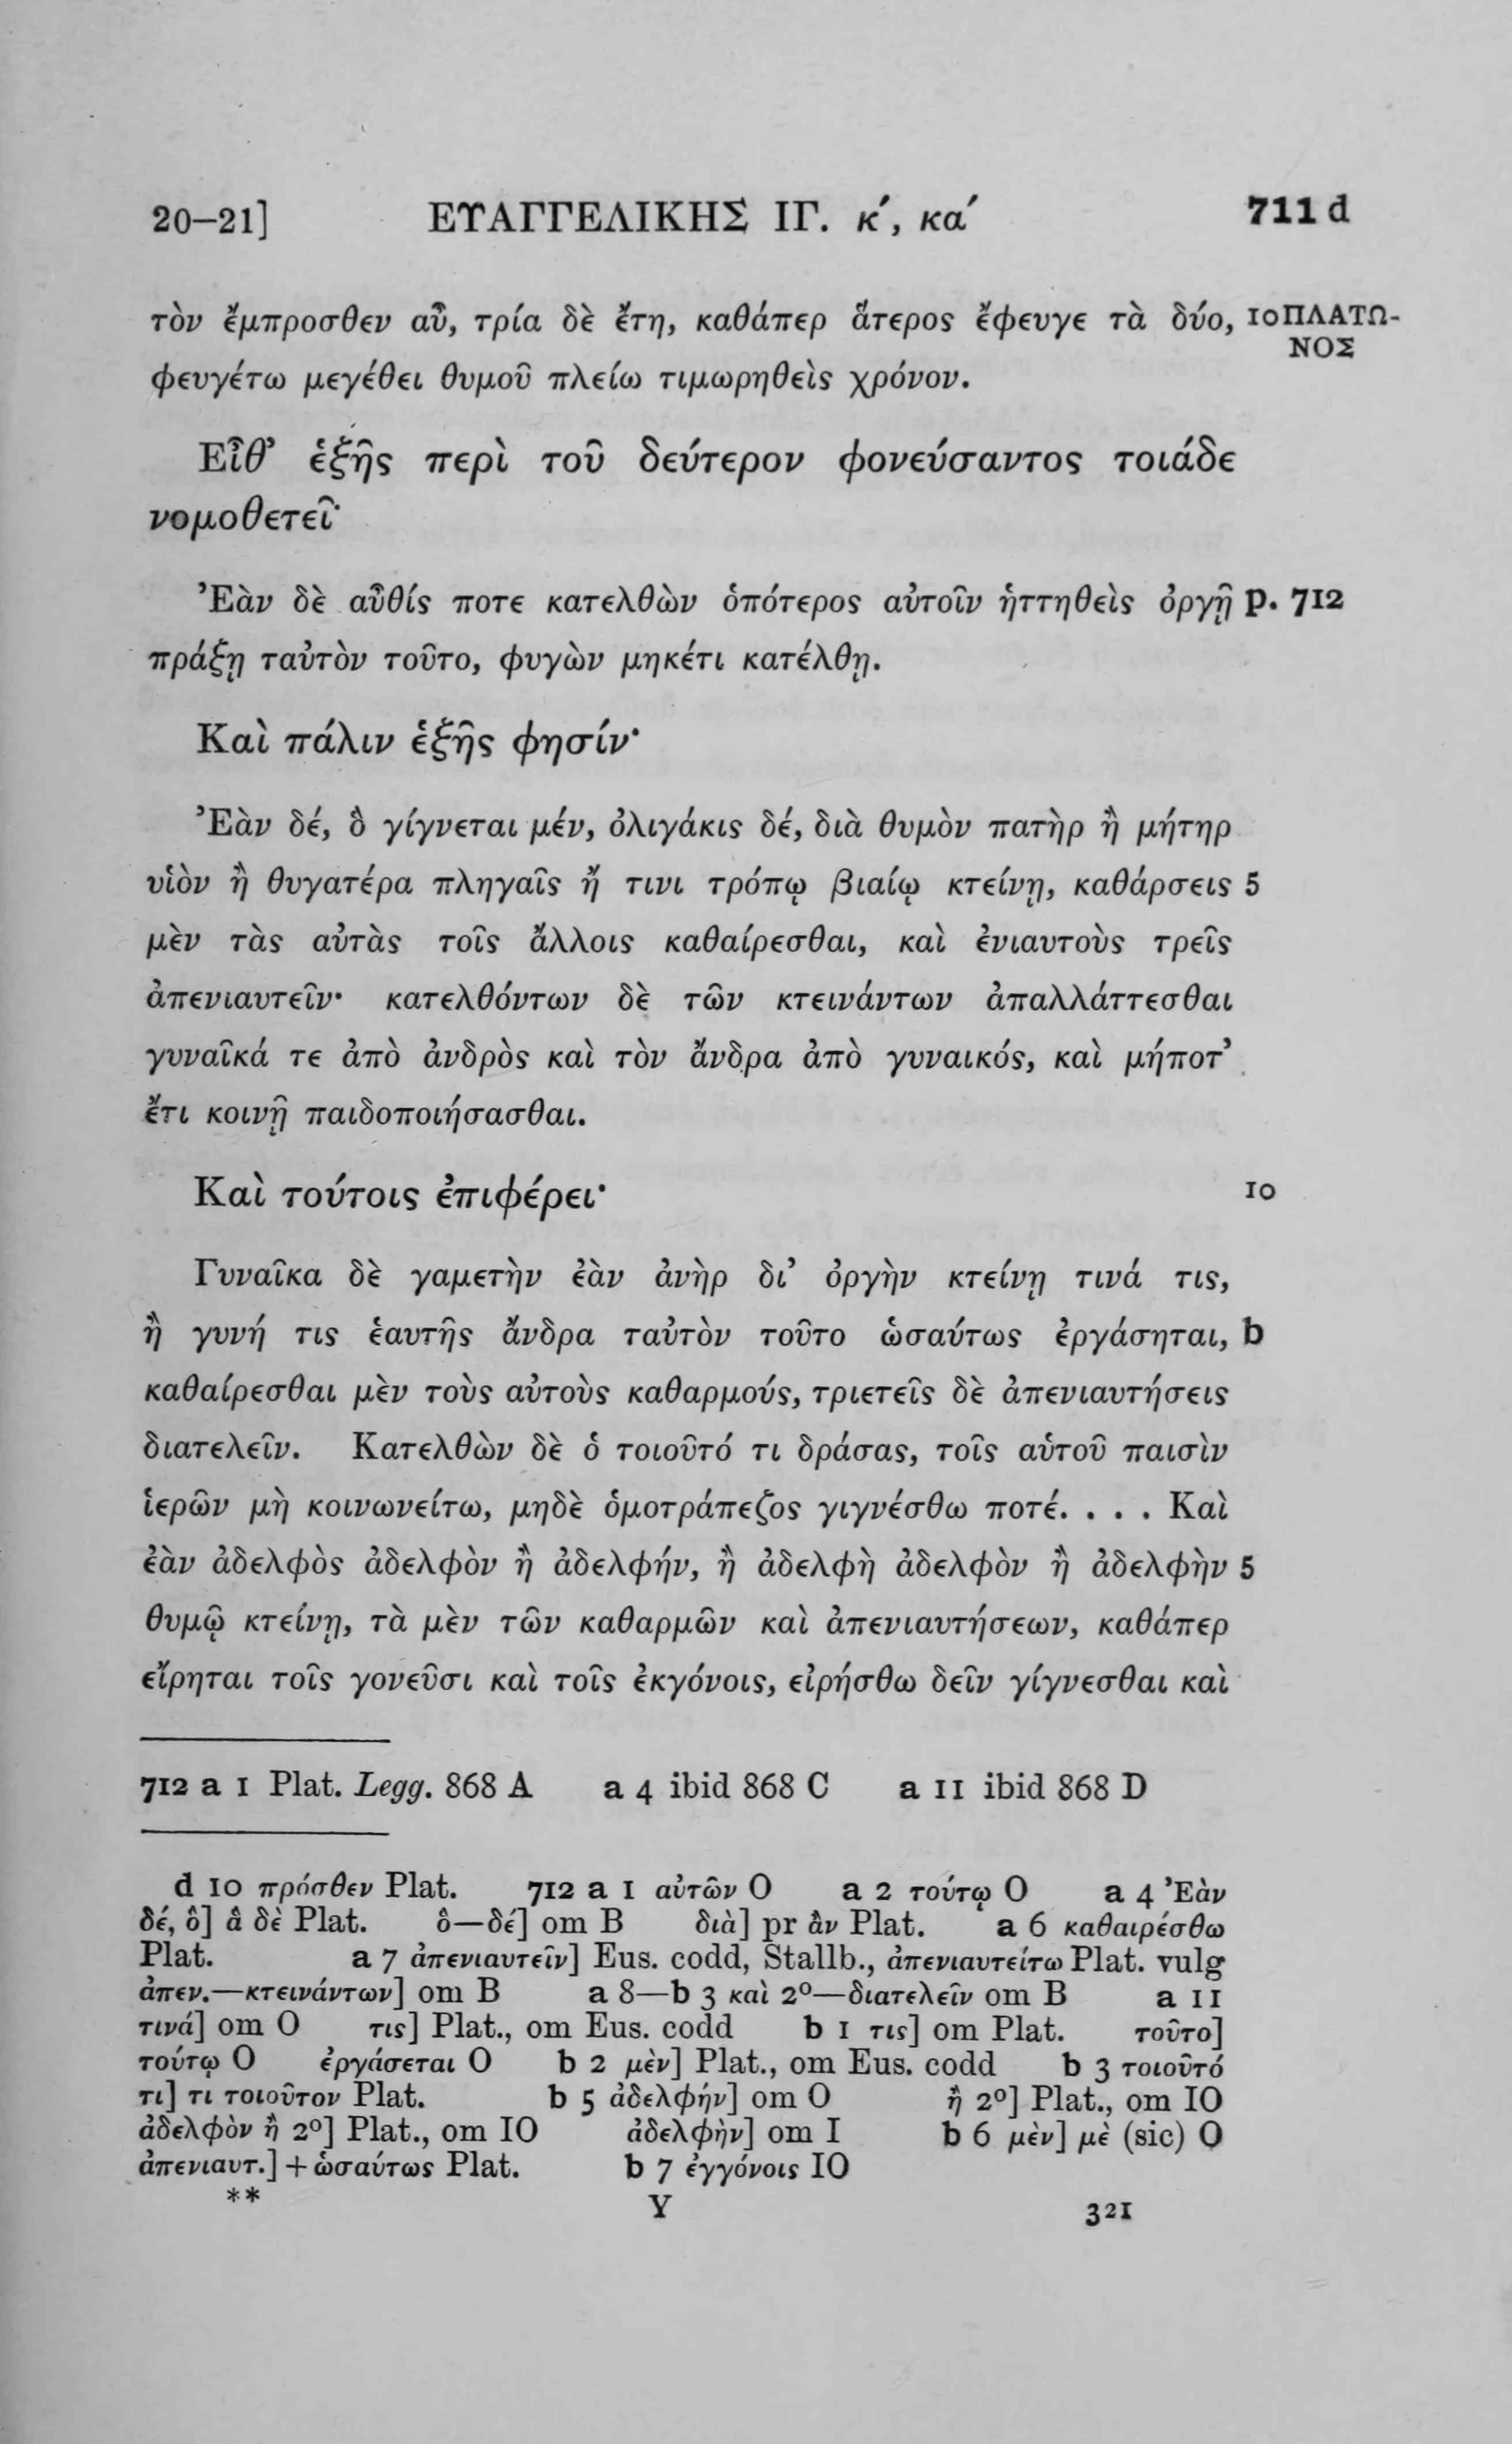 20–21] ΕΥΑΓΓΕΛΙΚΗΣ ΙΓ. κ´, κα´ 711 d
τὸν ἔμπροσθεν αὖ, τρία δὲ ἔτη, καθάπερ ἅτερος ἔφευγε τὰ δύο, 10 ΠΛΑΤΩ-
ΝΟΣ
φευγέτω μεγέθει θυμοῦ πλείω τιμωρηθεὶς χρόνον.
Εἶθ’ ἑξῆς περὶ τοῦ δεύτερον φονεύσαντος τοιάδε
νομοθετεῖ·
Ἐὰν δὲ αὖθίς ποτε κατελθὼν ὁπότερος αὐτοῖν ἡττηθεὶς ὀργῇ p. 712
πράξῃ ταὐτὸν τοῦτο, φυγὼν μηκέτι κατέλθῃ.
Καὶ πάλιν ἑξῆς φησίν·
Ἐὰν δέ, ὃ γίγνεται μέν, ὀλιγάκις δέ, διὰ θυμὸν πατὴρ ἢ μήτηρ
υἱὸν ἢ θυγατέρα πληγαῖς ἤ τινι τρόπῳ βιαίῳ κτείνῃ, καθάρσεις 5
μὲν τὰς αὐτὰς τοῖς ἄλλοις καθαίρεσθαι, καὶ ἐνιαυτοὺς τρεῖς
ἀπενιαυτεῖν· κατελθόντων δὲ τῶν κτεινάντων ἀπαλλάττεσθαι
γυναῖκά τε ἀπὸ ἀνδρὸς καὶ τὸν ἄνδρα ἀπὸ γυναικός, καὶ μήποτ’
ἔτι κοινῇ παιδοποιήσασθαι.
Καὶ τούτοις ἐπιφέρει· 10
Γυναῖκα δὲ γαμετὴν ἐὰν ἀνὴρ δι’ ὀργὴν κτείνῃ τινά τις,
ἢ γυνή τις ἑαυτῆς ἄνδρα ταὐτὸν τοῦτο ὡσαύτως ἐργάσηται, b
καθαίρεσθαι μὲν τοὺς αὐτοὺς καθαρμούς, τριετεῖς δὲ ἀπενιαυτήσεις
διατελεῖν. Κατελθὼν δὲ ὁ τοιοῦτό τι δράσας, τοῖς αὑτοῦ παισὶν
ἱερῶν μὴ κοινωνείτω, μηδὲ ὁμοτράπεζος γιγνέσθω ποτέ. . . . Καὶ
ἐὰν ἀδελφὸς ἀδελφὸν ἢ ἀδελφήν, ἢ ἀδελφὴ ἀδελφὸν ἢ ἀδελφὴν 5
θυμῷ κτείνῃ, τὰ μὲν τῶν καθαρμῶν καὶ ἀπενιαυτήσεων, καθάπερ
εἴρηται τοῖς γονεῦσι καὶ τοῖς ἐκγόνοις, εἰρήσθω δεῖν γίγνεσθαι καὶ
712 a 1 Plat. Legg. 868 A a 4 ibid 868 C a 11 ibid 868 D
d 10 πρόσθεν Plat. 712 a 1 αὐτῶν O a 2 τούτῳ O a 4 Ἐὰν
δέ, ὃ] ἃ δὲ Plat. ὃ—δέ] om B διὰ] pr ἂν Plat. a 6 καθαιρέσθω
Plat. a 7 ἀπενιαυτεῖν] Eus. codd, Stallb., ἀπενιαυτείτω Plat. vulg
ἀπεν.—κτεινάντων] om B a 8—b 3 καὶ 2º—διατελεῖν om B a 11
τινά] om O τις] Plat., om Eus. codd b 1 τις] om Plat. τοῦτο]
τούτῳ O ἐργάσεται O b 2 μὲν] Plat., om Eus. codd b 3 τοιοῦτό
τι] τι τοιοῦτον Plat. b 5 ἀδελφήν] om O ἢ 2º] Plat., om IO
ἀδελφὸν ἢ 2º] Plat., om IO ἀδελφὴν] om I b 6 μὲν] μὲ (sic) O
ἀπενιαυτ.] + ὡσαύτως Plat. b 7 ἐγγόνοις IO
** Y 321